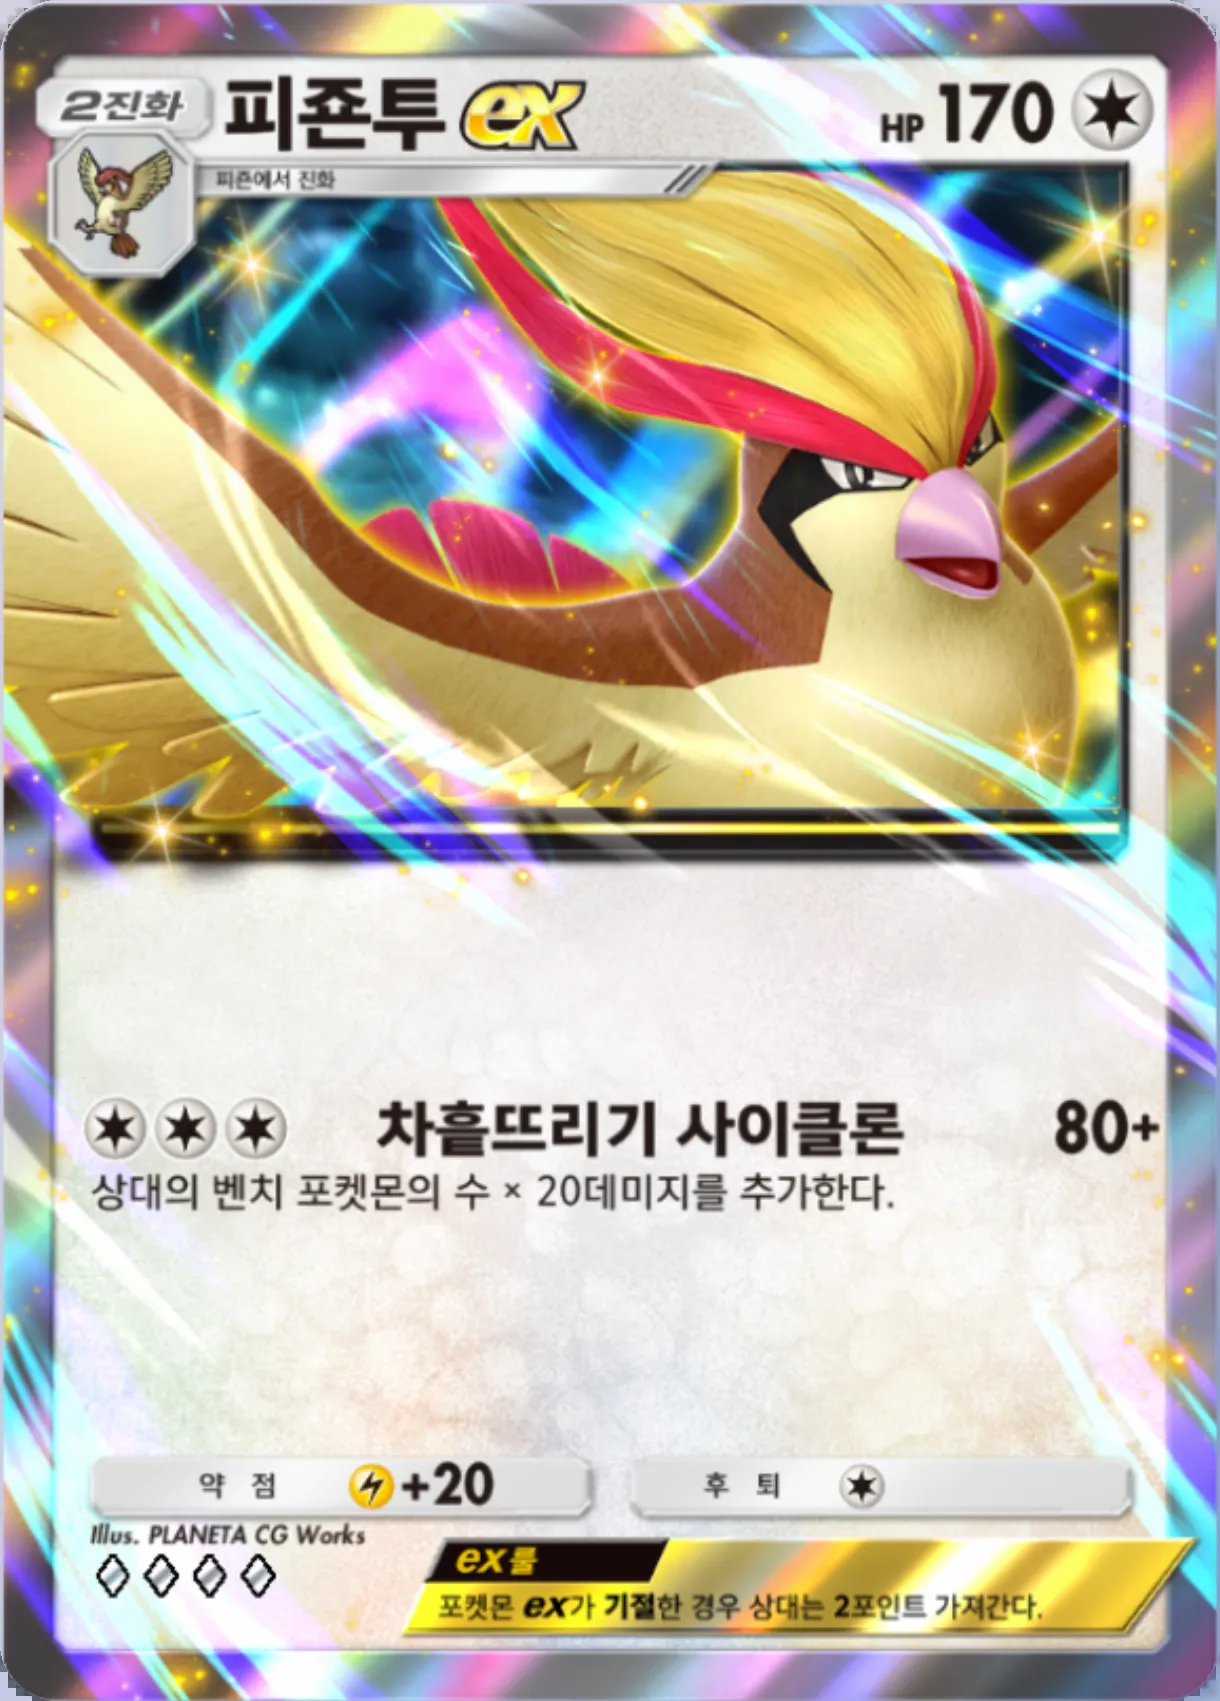 2진화 피죤투 ex HP 170
피죤에서 진화
차흩뜨리기 사이클론 80+
상대의 벤치 포켓몬의 수 × 20데미지를 추가한다.
약 점 +20 후 퇴
Illus. PLANETA CG Works
ex룰
포켓몬 ex가 기절한 경우 상대는 2포인트 가져간다.